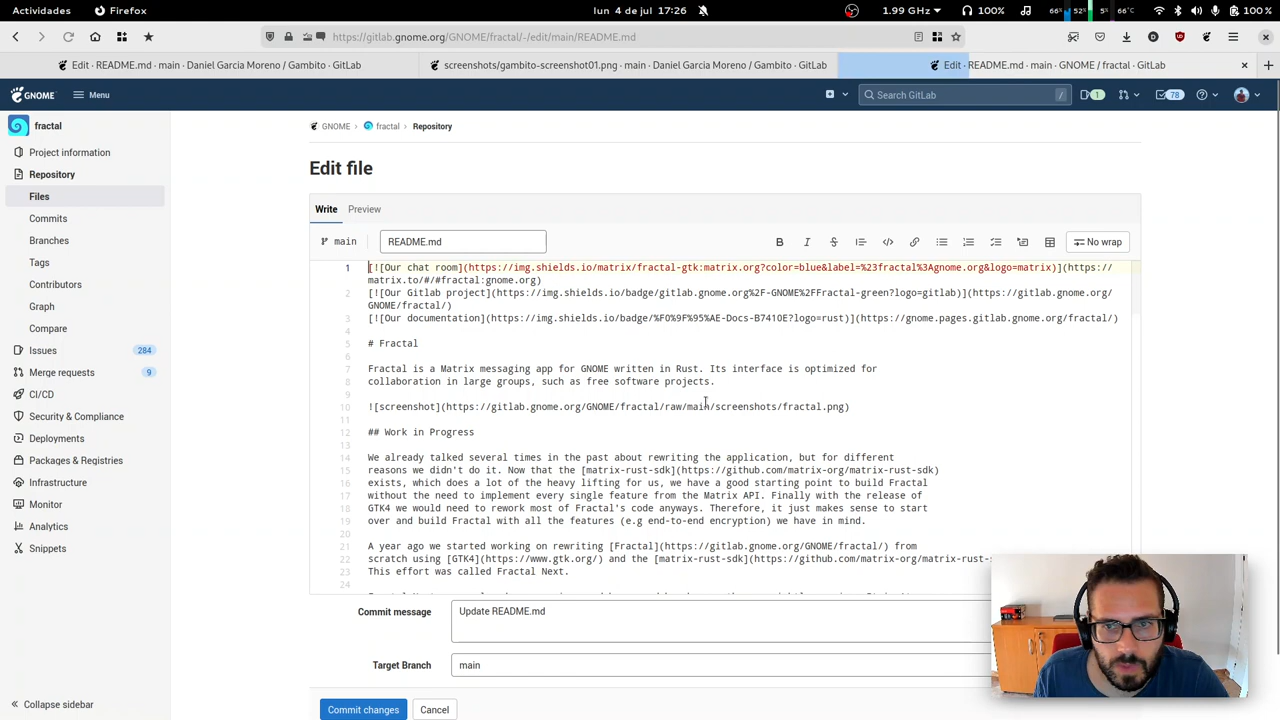 Actividades Firefox lun 4 de jul 17:26 1.99 GHz 100% 66% 52% 5% 66°C 100 %
https://gitlab.gnome.org/GNOME/fractal/-/edit/main/README.md
Edit · README.md · main · Daniel Garcia Moreno / Gambito · GitLab
screenshots/gambito-screenshot01.png · main · Daniel Garcia Moreno / Gambito · GitLab
Edit · README.md · main · GNOME / fractal · GitLab
GNOME Menu Search GitLab / 1 78
fractal
Project information
Repository
Files
Commits
Branches
Tags
Contributors
Graph
Compare
Issues 284
Merge requests 9
CI/CD
Security & Compliance
Deployments
Packages & Registries
Infrastructure
Monitor
Analytics
Snippets
Collapse sidebar
GNOME > fractal > Repository
Edit file
Write Preview
main README.md No wrap
1 [![Our chat room](https://img.shields.io/matrix/fractal-gtk:matrix.org?color=blue&label=%23fractal%3Agnome.org&logo=matrix)](https://
matrix.to/#/#fractal:gnome.org)
2 [![Our Gitlab project](https://img.shields.io/badge/gitlab.gnome.org%2F-GNOME%2FFractal-green?logo=gitlab)](https://gitlab.gnome.org/
GNOME/fractal/)
3 [![Our documentation](https://img.shields.io/badge/%F0%9F%95%AE-Docs-B7410E?logo=rust)](https://gnome.pages.gitlab.gnome.org/fractal/)
4
5 # Fractal
6
7 Fractal is a Matrix messaging app for GNOME written in Rust. Its interface is optimized for
8 collaboration in large groups, such as free software projects.
9
10 ![screenshot](https://gitlab.gnome.org/GNOME/fractal/raw/main/screenshots/fractal.png)
11
12 ## Work in Progress
13
14 We already talked several times in the past about rewriting the application, but for different
15 reasons we didn't do it. Now that the [matrix-rust-sdk](https://github.com/matrix-org/matrix-rust-sdk)
16 exists, which does a lot of the heavy lifting for us, we have a good starting point to build Fractal
17 without the need to implement every single feature from the Matrix API. Finally with the release of
18 GTK4 we would need to rework most of Fractal's code anyways. Therefore, it just makes sense to start
19 over and build Fractal with all the features (e.g end-to-end encryption) we have in mind.
20
21 A year ago we started working on rewriting [Fractal](https://gitlab.gnome.org/GNOME/fractal/) from
22 scratch using [GTK4](https://www.gtk.org/) and the [matrix-rust-sdk](https://github.com/matrix-org/matrix-rust-s
23 This effort was called Fractal Next.
24
Commit message Update README.md
Target Branch main
Commit changes Cancel